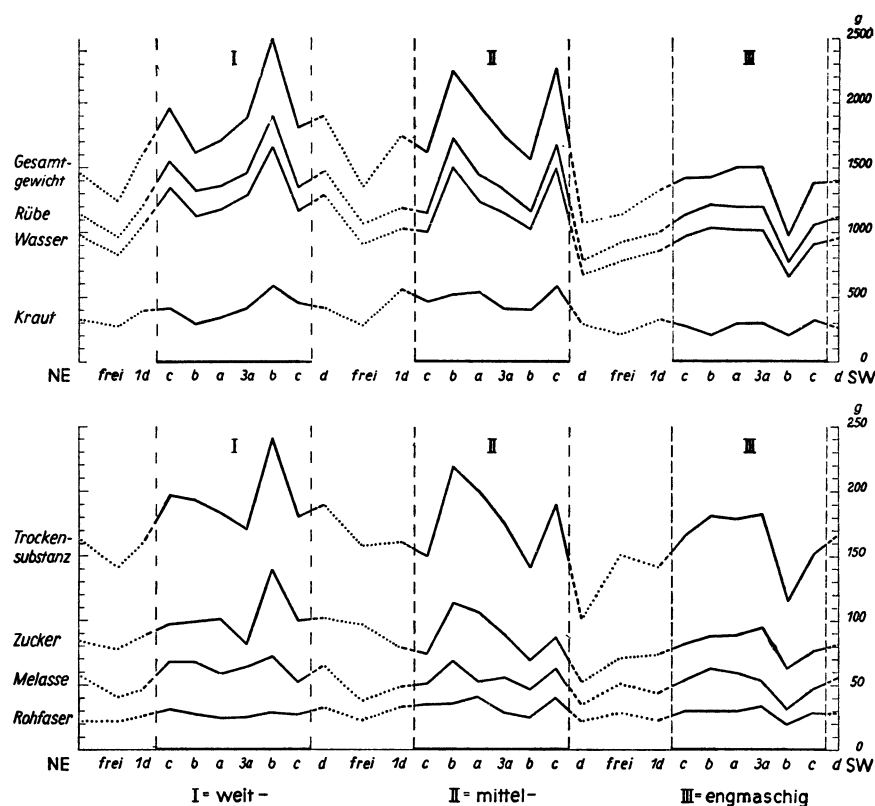 g
2500
I II III
2000
Gesamt-
gewicht
1500
Rübe
Wasser
1000
Kraut
500
0
NE frei 1d c b a 3a b c d frei 1d c b a 3a b c d frei 1d c b a 3a b c d SW
g
250
I II III
200
Trocken-
substanz
150
Zucker
100
Melasse
50
Rohfaser
0
NE frei 1d c b a 3a b c d frei 1d c b a 3a b c d frei 1d c b a 3a b c d SW
I = weit - II = mittel - III = engmaschig